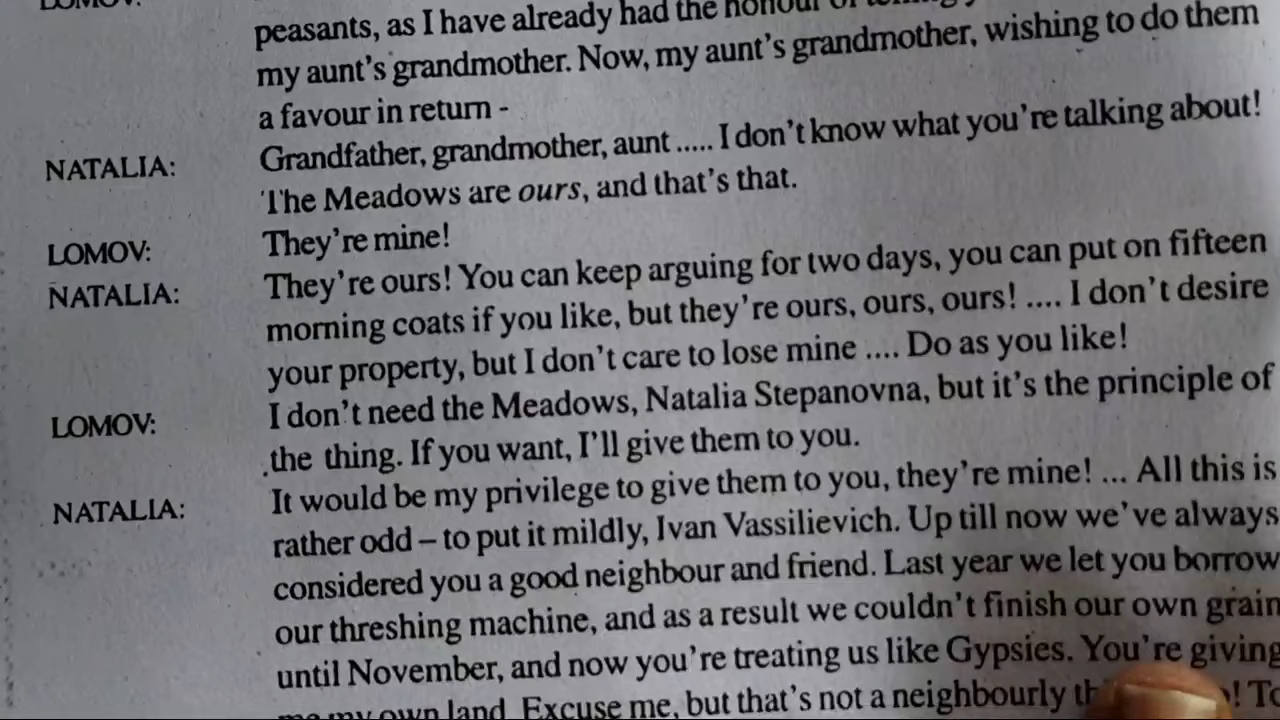 LOMOV:
peasants, as I have already had the honour of
my aunt's grandmother. Now, my aunt's grandmother, wishing to do them
a favour in return -
NATALIA: Grandfather, grandmother, aunt ..... I don't know what you're talking about!
The Meadows are ours, and that's that.
LOMOV: They're mine!
NATALIA: They're ours! You can keep arguing for two days, you can put on fifteen
morning coats if you like, but they're ours, ours, ours! .... I don't desire
your property, but I don't care to lose mine .... Do as you like!
LOMOV: I don't need the Meadows, Natalia Stepanovna, but it's the principle of
the thing. If you want, I'll give them to you.
NATALIA: It would be my privilege to give them to you, they're mine! ... All this is
rather odd – to put it mildly, Ivan Vassilievich. Up till now we've always
considered you a good neighbour and friend. Last year we let you borrow
our threshing machine, and as a result we couldn't finish our own grain
until November, and now you're treating us like Gypsies. You're giving
me my own land. Excuse me, but that's not a neighbourly